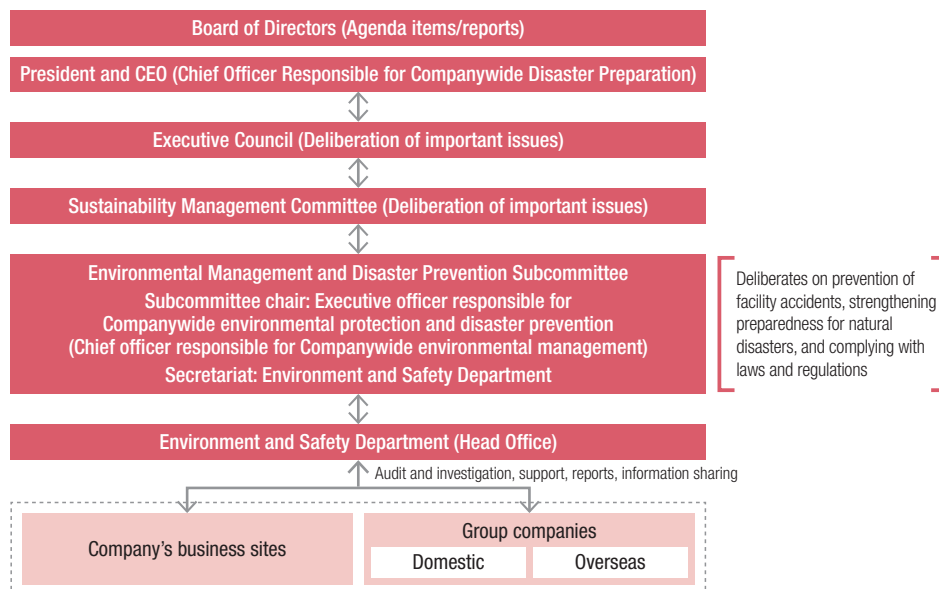 Board of Directors (Agenda items/reports)
President and CEO (Chief Officer Responsible for Companywide Disaster Preparation)
Executive Council (Deliberation of important issues)
Sustainability Management Committee (Deliberation of important issues)
Environmental Management and Disaster Prevention Subcommittee
Subcommittee chair: Executive officer responsible for
Companywide environmental protection and disaster prevention
(Chief officer responsible for Companywide environmental management)
Secretariat: Environment and Safety Department
Deliberates on prevention of
facility accidents, strengthening
preparedness for natural
disasters, and complying with
laws and regulations
Environment and Safety Department (Head Office)
Audit and investigation, support, reports, information sharing
Company's business sites
Group companies
Domestic
Overseas